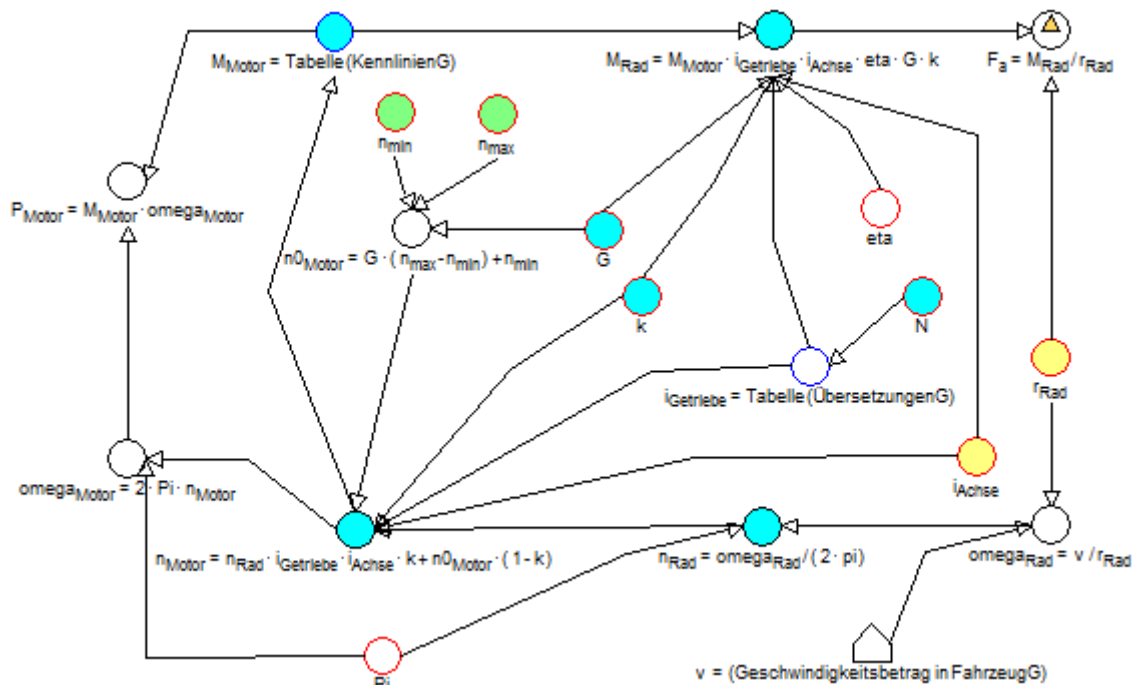 M_Motor = Tabelle (KennlinienG)
M_Rad = M_Motor · i_Getriebe · i_Achse · eta · G · k
F_a = M_Rad / r_Rad
n_min
n_max
P_Motor = M_Motor · omega_Motor
eta
n0_Motor = G · ( n_max - n_min ) + n_min
G
k
N
i_Getriebe = Tabelle (ÜbersetzungenG)
r_Rad
omega_Motor = 2 · Pi · n_Motor
i_Achse
n_Motor = n_Rad · i_Getriebe · i_Achse · k + n0_Motor · ( 1 - k )
n_Rad = omega_Rad / ( 2 · pi )
omega_Rad = v / r_Rad
Pi
v = (Geschwindigkeitsbetrag in FahrzeugG)